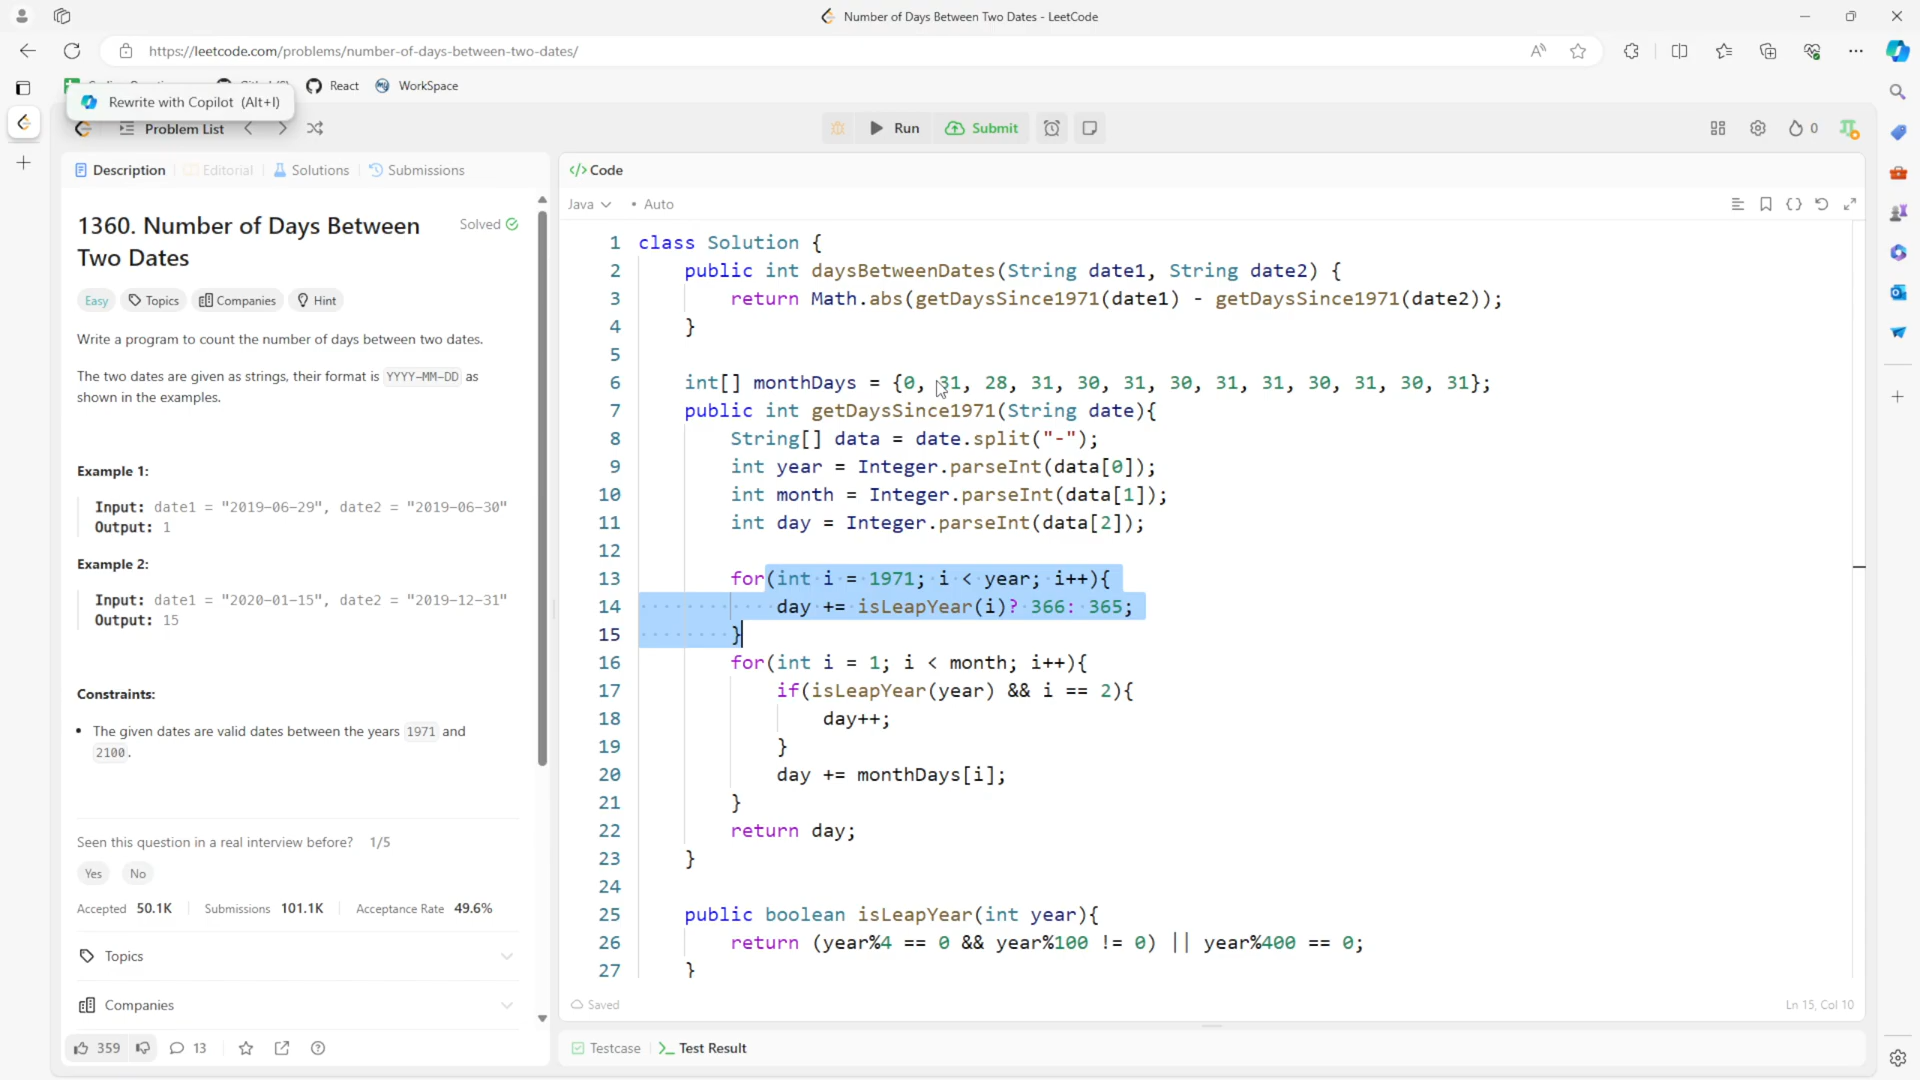 Number of Days Between Two Dates - LeetCode
https://leetcode.com/problems/number-of-days-between-two-dates/
React
WorkSpace
Rewrite with Copilot (Alt+I)
Problem List
Run
Submit
0
Description
Editorial
Solutions
Submissions
1360. Number of Days Between
Two Dates
Solved
Easy
Topics
Companies
Hint
Write a program to count the number of days between two dates.
The two dates are given as strings, their format is YYYY-MM-DD as
shown in the examples.
Example 1:
Input: date1 = "2019-06-29", date2 = "2019-06-30"
Output: 1
Example 2:
Input: date1 = "2020-01-15", date2 = "2019-12-31"
Output: 15
Constraints:
• The given dates are valid dates between the years 1971 and
2100.
Seen this question in a real interview before? 1/5
Yes
No
Accepted 50.1K
Submissions 101.1K
Acceptance Rate 49.6%
Topics
Companies
359
13
</> Code
Java
• Auto
1 class Solution {
2 public int daysBetweenDates(String date1, String date2) {
3 return Math.abs(getDaysSince1971(date1) - getDaysSince1971(date2));
4 }
5
6 int[] monthDays = {0, 31, 28, 31, 30, 31, 30, 31, 31, 30, 31, 30, 31};
7 public int getDaysSince1971(String date){
8 String[] data = date.split("-");
9 int year = Integer.parseInt(data[0]);
10 int month = Integer.parseInt(data[1]);
11 int day = Integer.parseInt(data[2]);
12
13 for(int i = 1971; i < year; i++){
14 day += isLeapYear(i)? 366: 365;
15 }
16 for(int i = 1; i < month; i++){
17 if(isLeapYear(year) && i == 2){
18 day++;
19 }
20 day += monthDays[i];
21 }
22 return day;
23 }
24
25 public boolean isLeapYear(int year){
26 return (year%4 == 0 && year%100 != 0) || year%400 == 0;
27 }
Saved
Ln 15, Col 10
Testcase
>_ Test Result